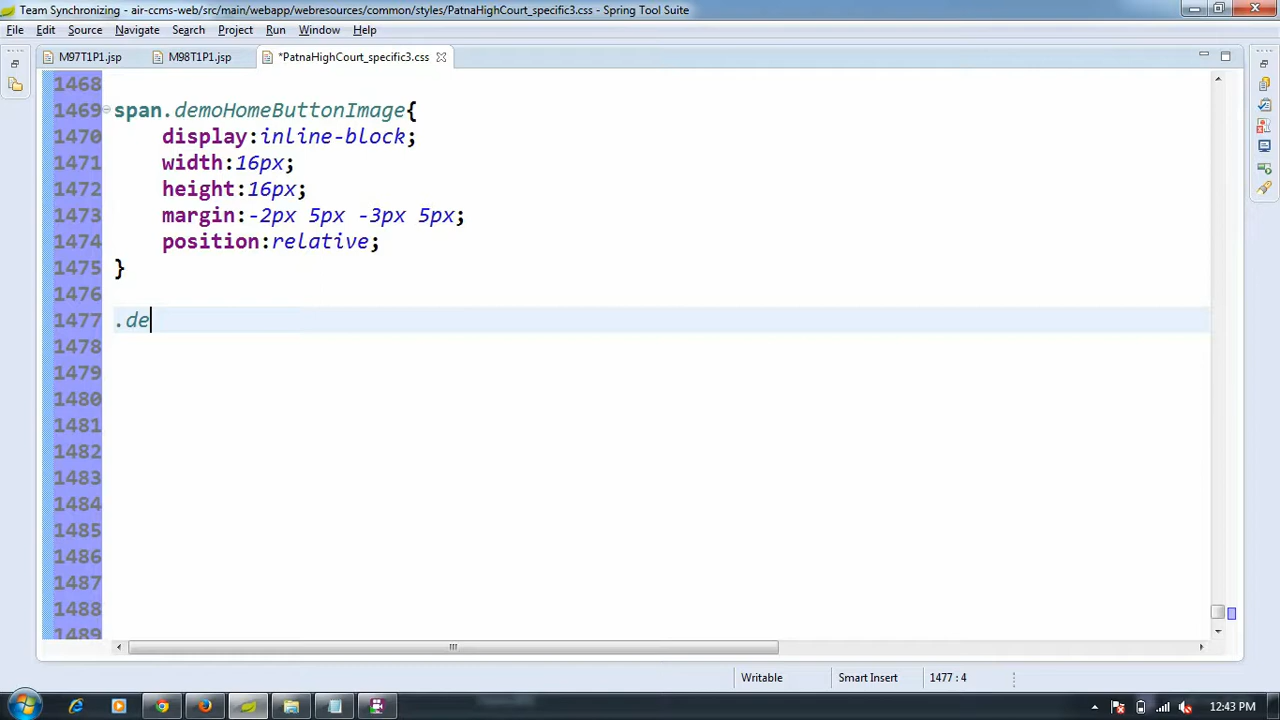 Team Synchronizing - air-ccms-web/src/main/webapp/webresources/common/styles/PatnaHighCourt_specific3.css - Spring Tool Suite
File Edit Source Navigate Search Project Run Window Help
M97T1P1.jsp M98T1P1.jsp *PatnaHighCourt_specific3.css
1468
1469 span.demoHomeButtonImage{
1470 display:inline-block;
1471 width:16px;
1472 height:16px;
1473 margin:-2px 5px -3px 5px;
1474 position:relative;
1475 }
1476
1477 .de
1478
1479
1480
1481
1482
1483
1484
1485
1486
1487
1488
1489
Writable Smart Insert 1477 : 4
12:43 PM